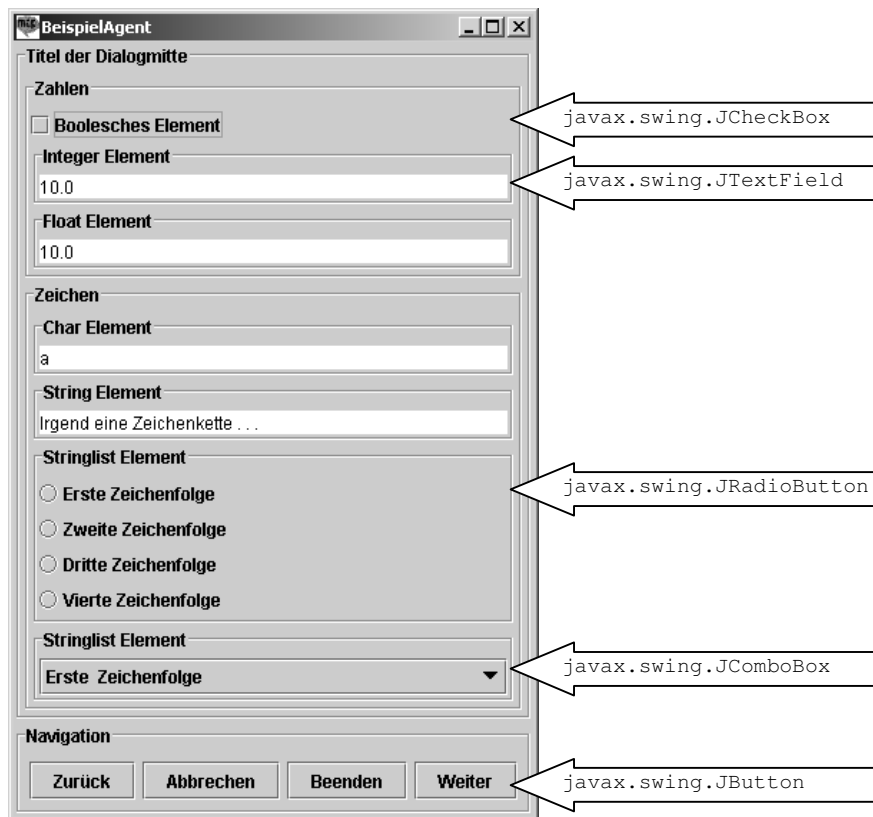 BeispielAgent
Titel der Dialogmitte
Zahlen
Boolesches Element
javax.swing.JCheckBox
Integer Element
10.0
javax.swing.JTextField
Float Element
10.0
Zeichen
Char Element
a
String Element
Irgend eine Zeichenkette . . .
Stringlist Element
Erste Zeichenfolge
javax.swing.JRadioButton
Zweite Zeichenfolge
Dritte Zeichenfolge
Vierte Zeichenfolge
Stringlist Element
Erste Zeichenfolge
javax.swing.JComboBox
Navigation
Zurück Abbrechen Beenden Weiter
javax.swing.JButton